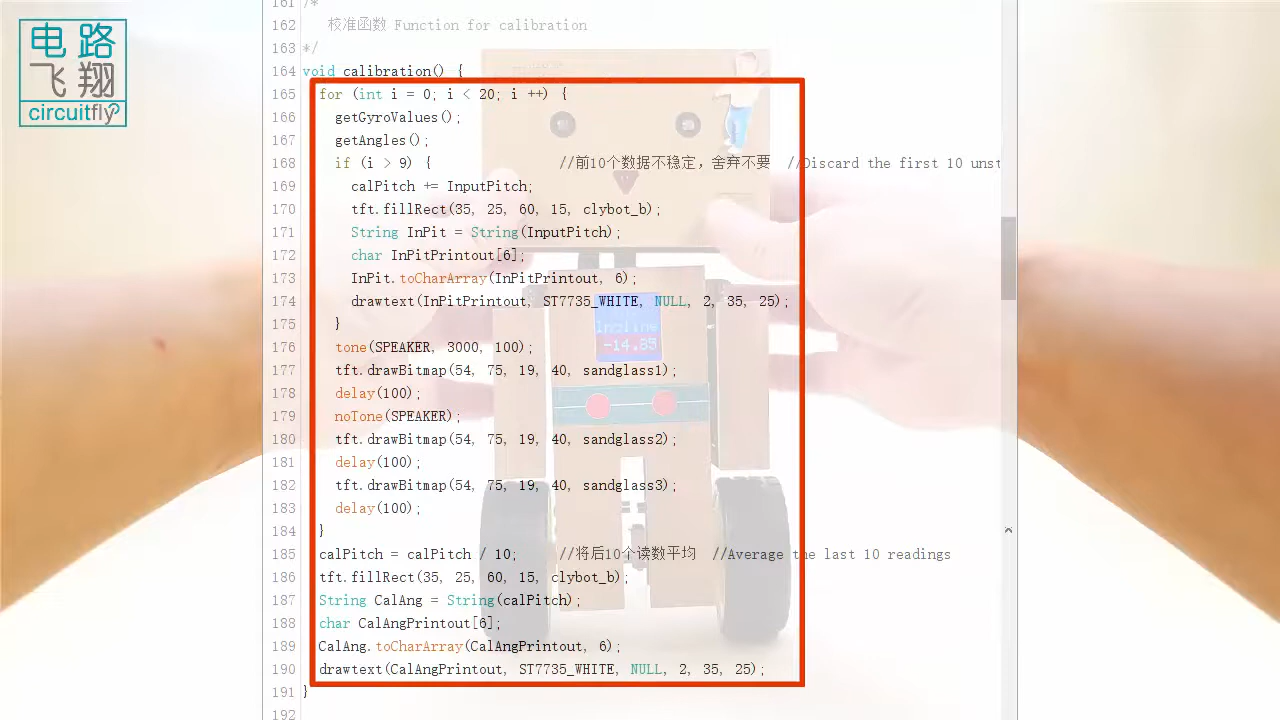 电路
飞翔
circuitfly
161 /*
162 校准函数 Function for calibration
163 */
164 void calibration() {
165 for (int i = 0; i < 20; i ++) {
166 getGyroValues();
167 getAngles();
168 if (i > 9) { //前10个数据不稳定，舍弃不要 //Discard the first 10 unst
169 calPitch += InputPitch;
170 tft.fillRect(35, 25, 60, 15, clybot_b);
171 String InPit = String(InputPitch);
172 char InPitPrintout[6];
173 InPit.toCharArray(InPitPrintout, 6);
174 drawtext(InPitPrintout, ST7735_WHITE, NULL, 2, 35, 25);
175 }
176 tone(SPEAKER, 3000, 100);
177 tft.drawBitmap(54, 75, 19, 40, sandglass1);
178 delay(100);
179 noTone(SPEAKER);
180 tft.drawBitmap(54, 75, 19, 40, sandglass2);
181 delay(100);
182 tft.drawBitmap(54, 75, 19, 40, sandglass3);
183 delay(100);
184 }
185 calPitch = calPitch / 10; //将后10个读数平均 //Average the last 10 readings
186 tft.fillRect(35, 25, 60, 15, clybot_b);
187 String CalAng = String(calPitch);
188 char CalAngPrintout[6];
189 CalAng.toCharArray(CalAngPrintout, 6);
190 drawtext(CalAngPrintout, ST7735_WHITE, NULL, 2, 35, 25);
191 }
192
Incline
-14.85